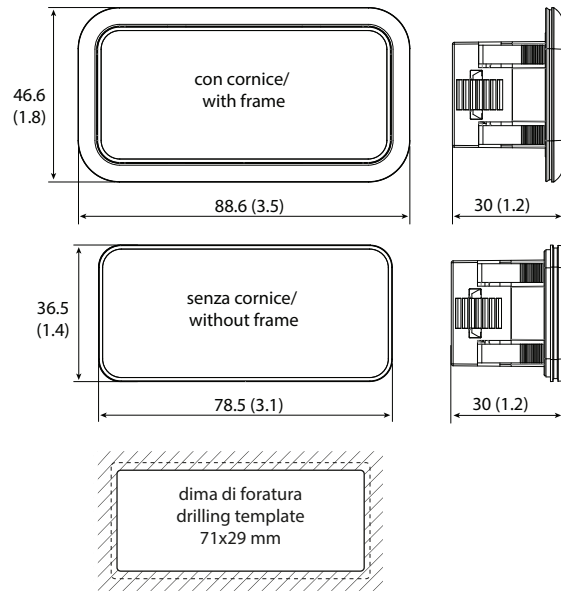 con cornice/
with frame
46.6
(1.8)
88.6 (3.5)
30 (1.2)
senza cornice/
without frame
36.5
(1.4)
78.5 (3.1)
30 (1.2)
dima di foratura
drilling template
71x29 mm